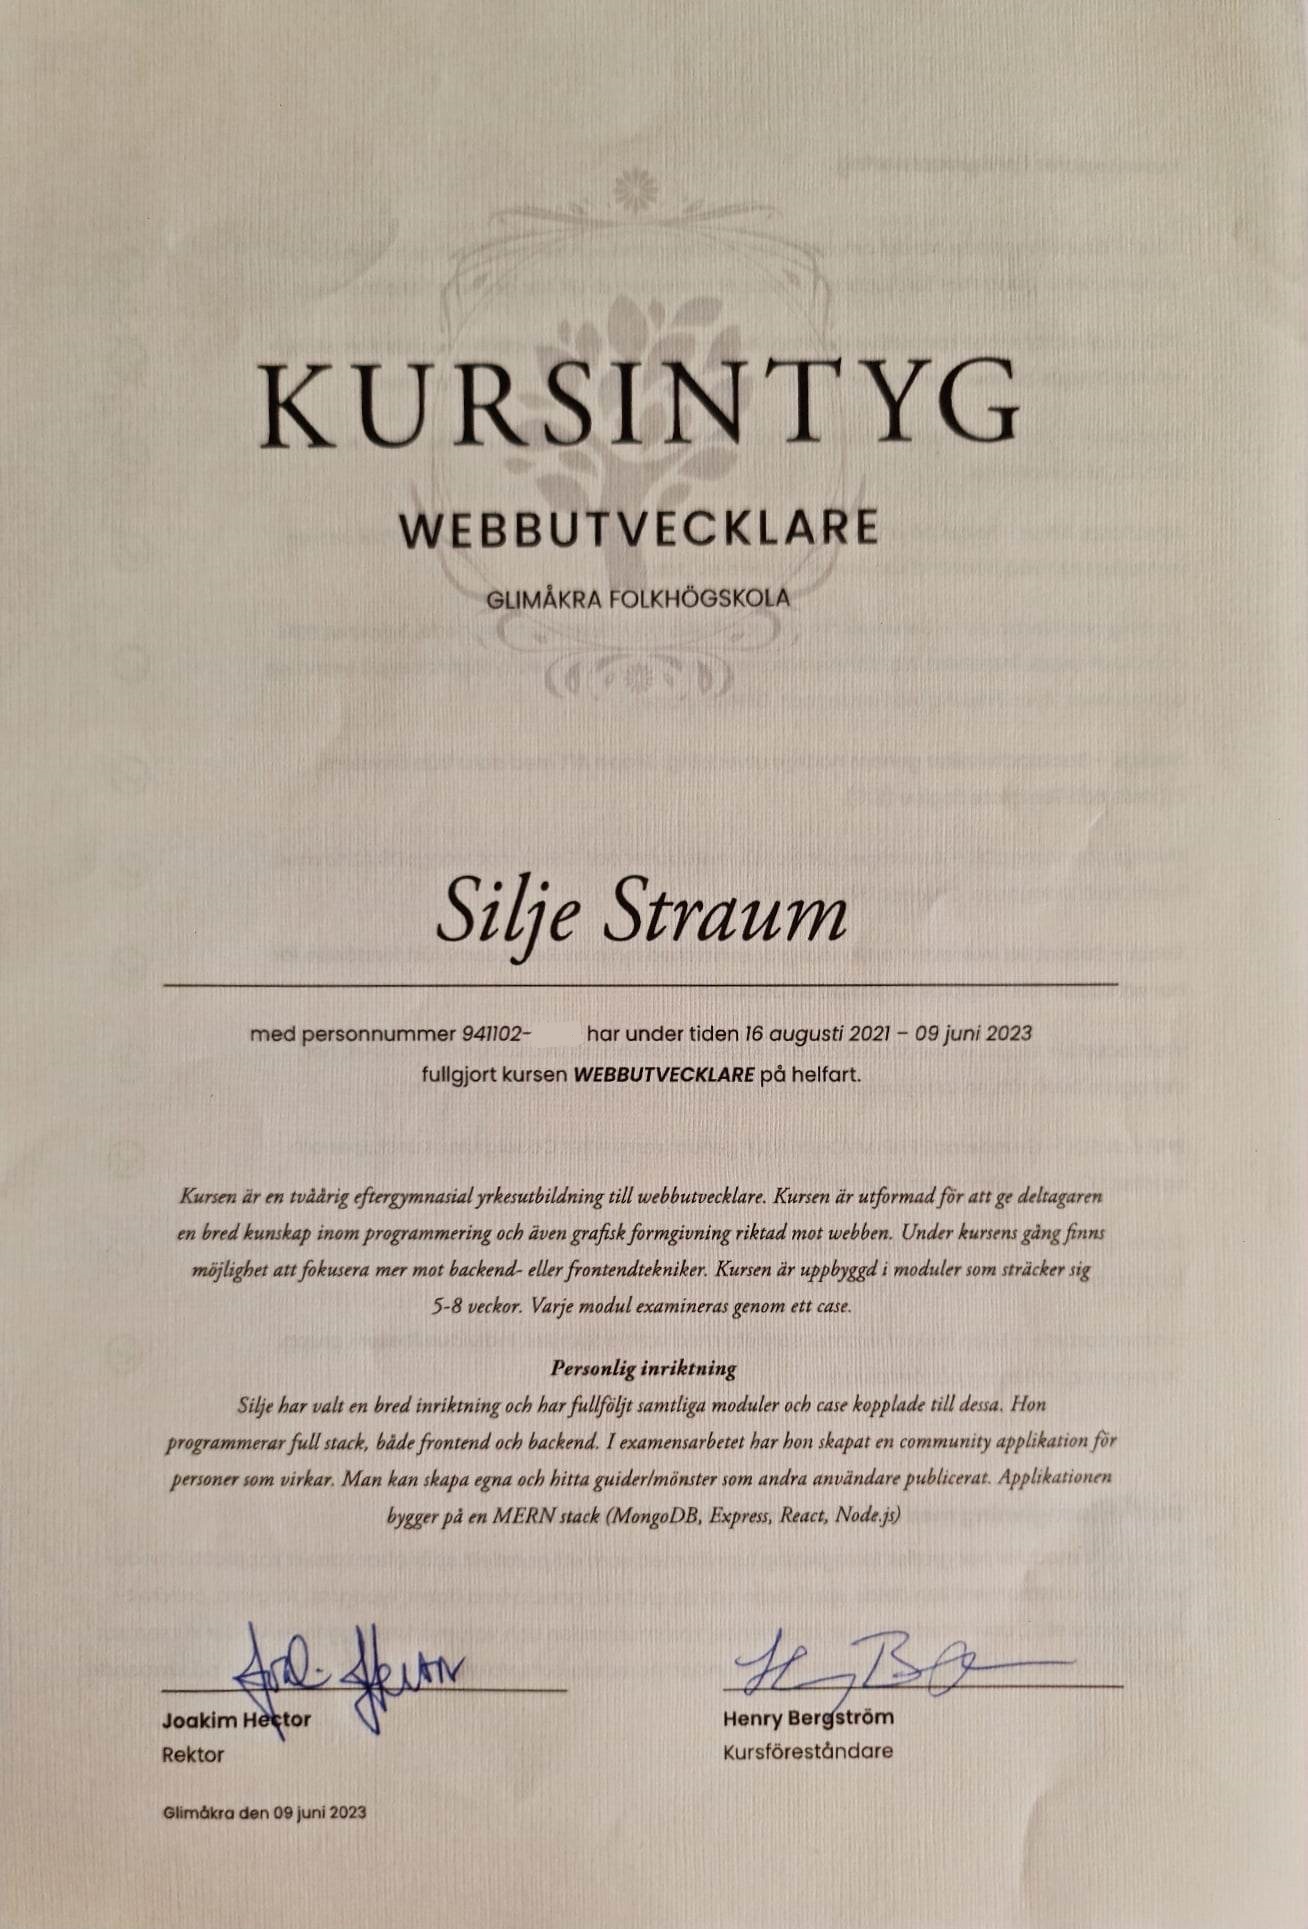 KURSINTYG
WEBBUTVECKLARE
GLIMÅKRA FOLKHÖGSKOLA
Silje Straum
med personnummer 941102- har under tiden 16 augusti 2021 – 09 juni 2023
fullgjort kursen WEBBUTVECKLARE på helfart.
Kursen är en tvåårig eftergymnasial yrkesutbildning till webbutvecklare. Kursen är utformad för att ge deltagaren
en bred kunskap inom programmering och även grafisk formgivning riktad mot webben. Under kursens gång finns
möjlighet att fokusera mer mot backend- eller frontendtekniker. Kursen är uppbyggd i moduler som sträcker sig
5-8 veckor. Varje modul examineras genom ett case.
Personlig inriktning
Silje har valt en bred inriktning och har fullföljt samtliga moduler och case kopplade till dessa. Hon
programmerar full stack, både frontend och backend. I examensarbetet har hon skapat en community applikation för
personer som virkar. Man kan skapa egna och hitta guider/mönster som andra användare publicerat. Applikationen
bygger på en MERN stack (MongoDB, Express, React, Node.js)
Joakim Hector
Rektor
Henry Bergström
Kursföreståndare
Glimåkra den 09 juni 2023